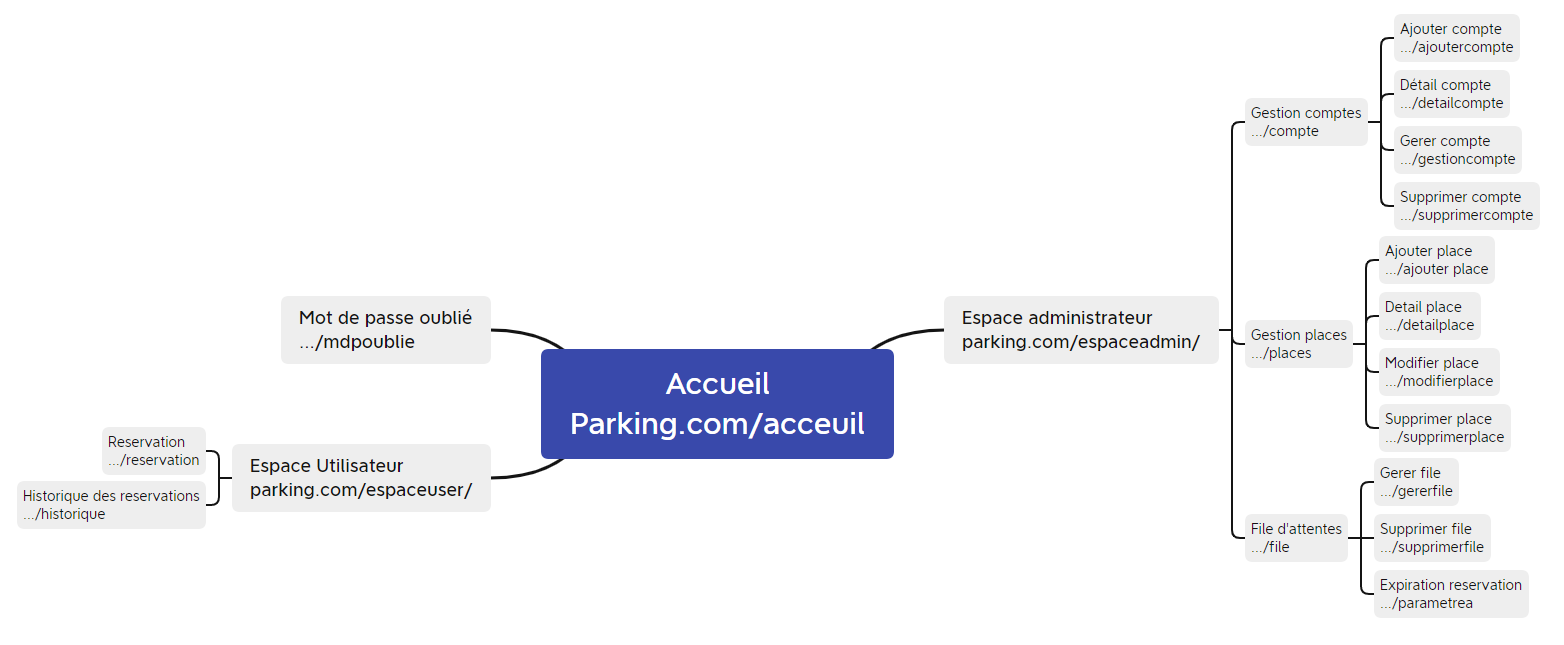 Accueil
Parking.com/acceuil
Mot de passe oublié
.../mdpoublie
Espace Utilisateur
parking.com/espaceuser/
Reservation
.../reservation
Historique des reservations
.../historique
Espace administrateur
parking.com/espaceadmin/
Gestion comptes
.../compte
Ajouter compte
.../ajoutercompte
Détail compte
.../detailcompte
Gerer compte
.../gestioncompte
Supprimer compte
.../supprimercompte
Gestion places
.../places
Ajouter place
.../ajouter place
Detail place
.../detailplace
Modifier place
.../modifierplace
Supprimer place
.../supprimerplace
File d'attentes
.../file
Gerer file
.../gererfile
Supprimer file
.../supprimerfile
Expiration reservation
.../parametrea